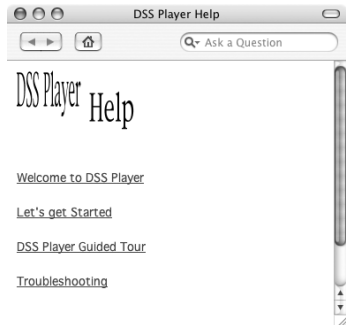 DSS Player Help
Ask a Question
DSS Player Help
Welcome to DSS Player
Let's get Started
DSS Player Guided Tour
Troubleshooting